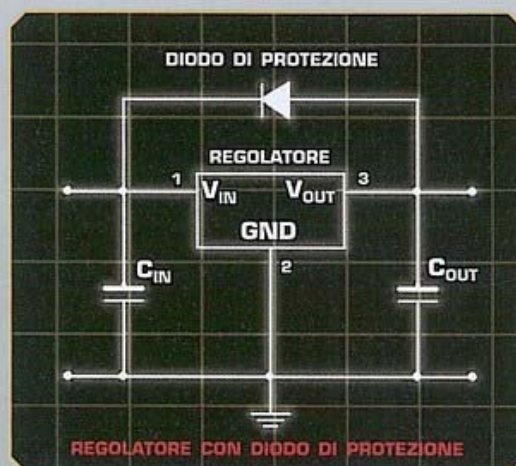 DIODO DI PROTEZIONE
REGOLATORE
1 VIN VOUT 3
GND
2
CIN COUT
REGOLATORE CON DIODO DI PROTEZIONE